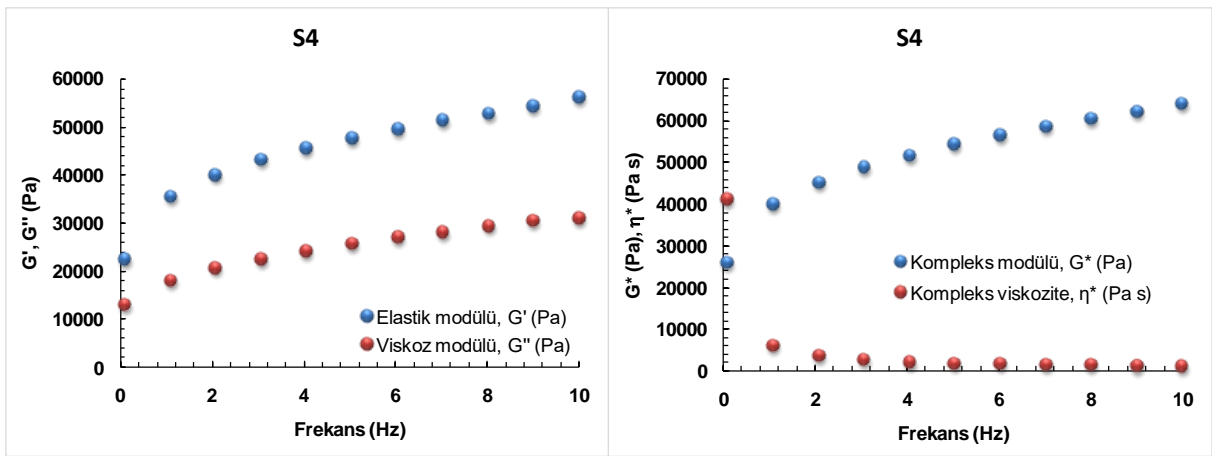 S4
G', G'' (Pa)
60000
50000
40000
30000
20000
10000
0
Elastik modülü, G' (Pa)
Viskoz modülü, G'' (Pa)
0 2 4 6 8 10
Frekans (Hz)
S4
G* (Pa), η* (Pa s)
70000
60000
50000
40000
30000
20000
10000
0
Kompleks modülü, G* (Pa)
Kompleks viskozite, η* (Pa s)
0 2 4 6 8 10
Frekans (Hz)